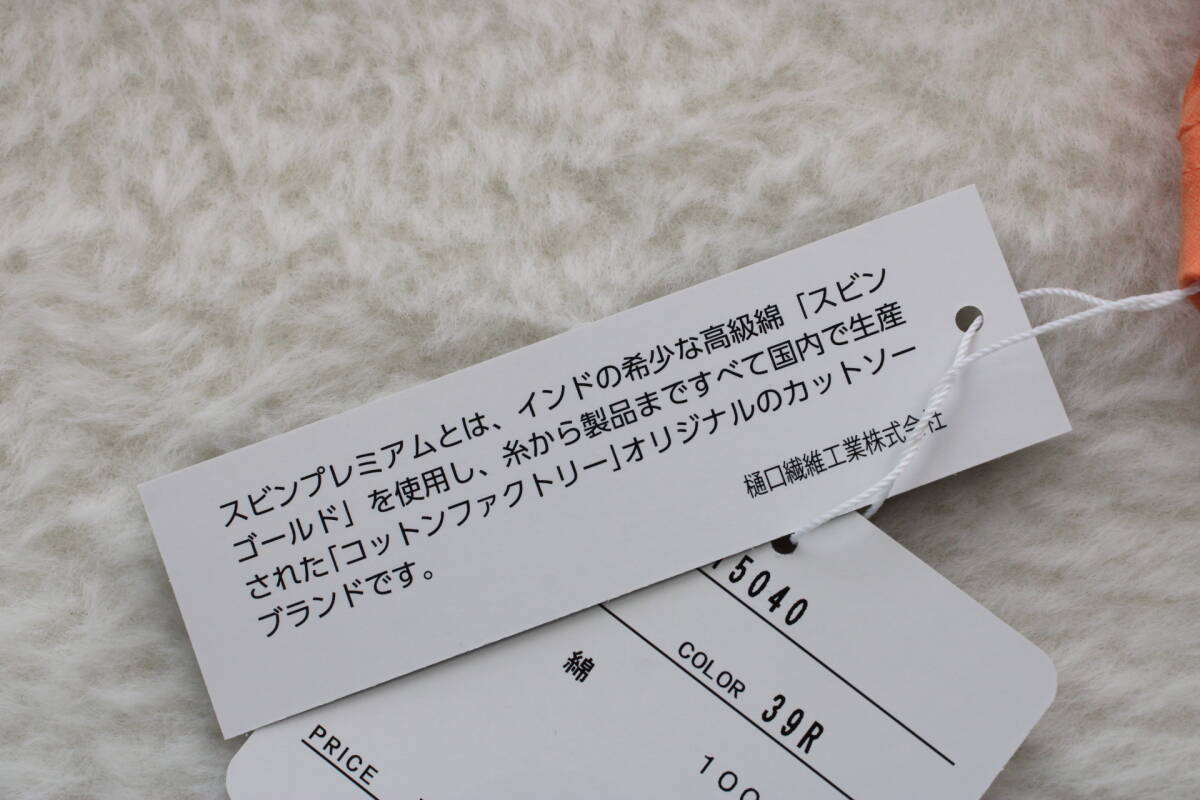 スビンプレミアムとは、インドの希少な高級綿「スビン
ゴールド」を使用し、糸から製品まですべて国内で生産
された「コットンファクトリー」オリジナルのカットソー
ブランドです。
樋口繊維工業株式会社
5040
COLOR 39R
綿
100
PRICE